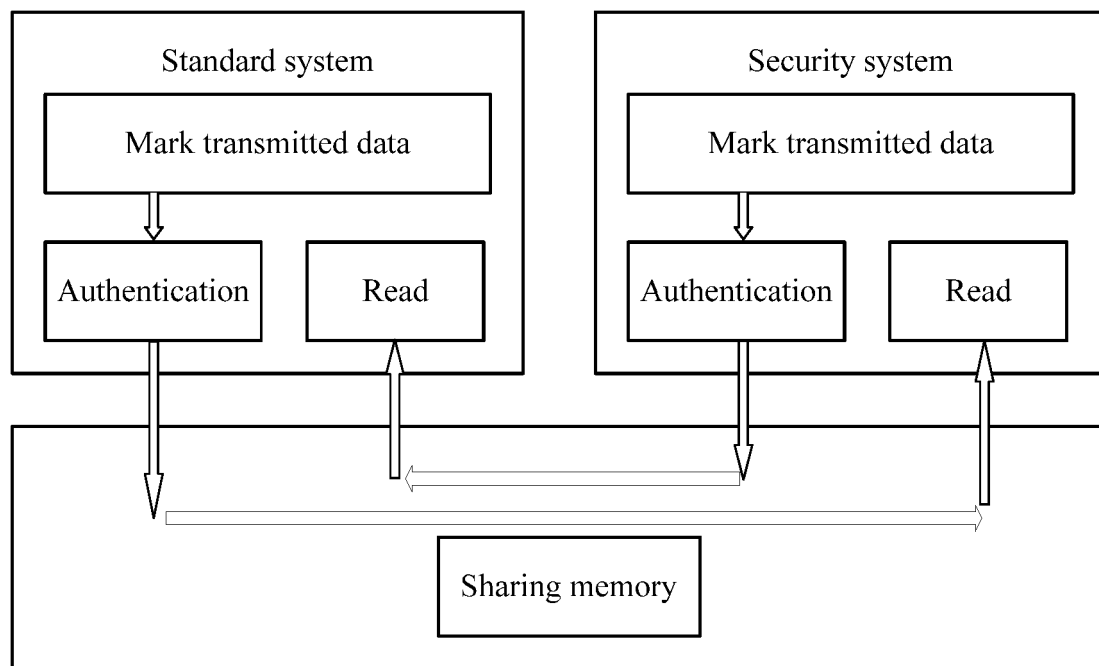 Standard system
Mark transmitted data
Authentication
Read
Security system
Mark transmitted data
Authentication
Read
Sharing memory